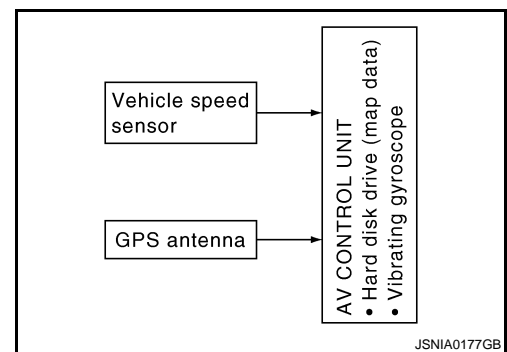 Vehicle speed
sensor
GPS antenna
AV CONTROL UNIT
• Hard disk drive (map data)
• Vibrating gyroscope
JSNIA0177GB